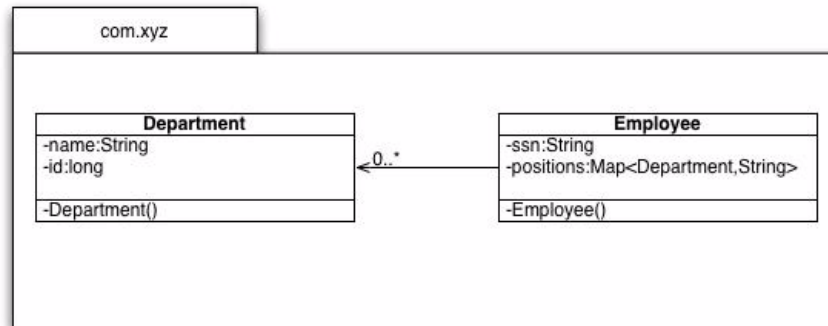 com.xyz
Department
-name:String
-id:long
-Department()
0..*
Employee
-ssn:String
-positions:Map<Department,String>
-Employee()